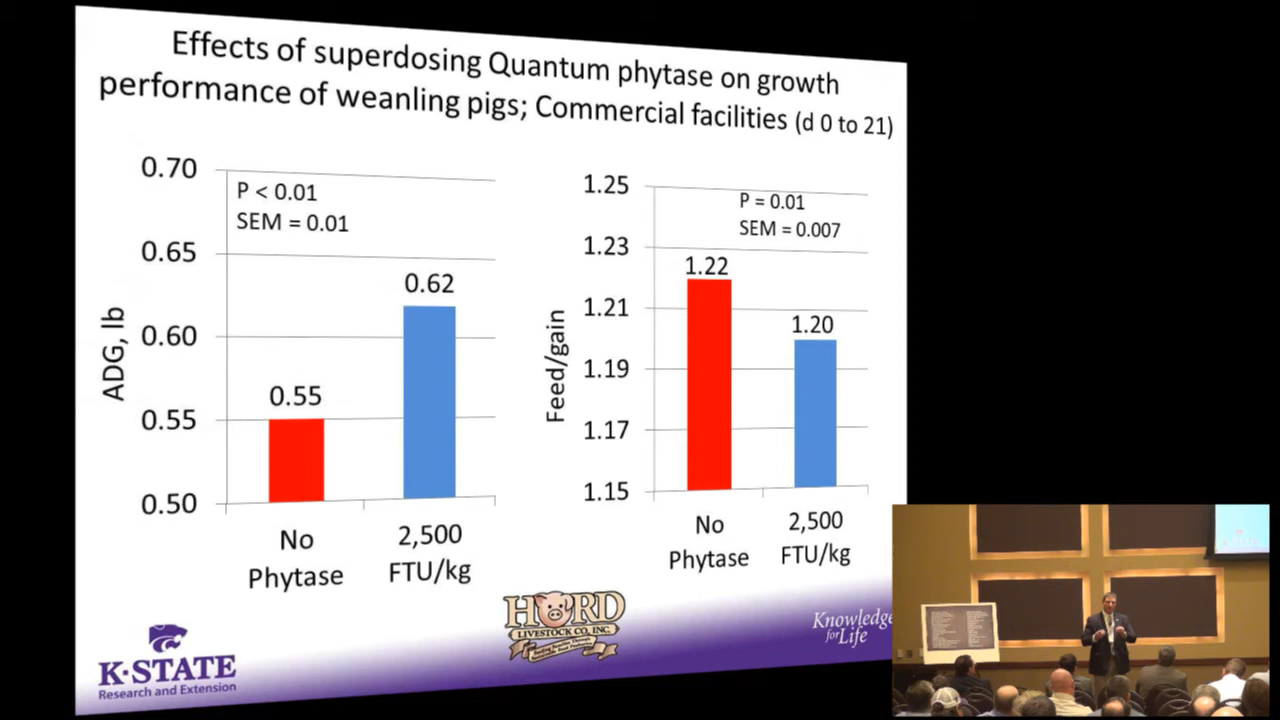 Effects of superdosing Quantum phytase on growth
performance of weanling pigs; Commercial facilities (d 0 to 21)
ADG, lb
0.70
0.65
0.60
0.55
0.50
P < 0.01
SEM = 0.01
0.55
0.62
No
Phytase
2,500
FTU/kg
Feed/gain
1.25
1.23
1.21
1.19
1.17
1.15
P = 0.01
SEM = 0.007
1.22
1.20
No
Phytase
2,500
FTU/kg
K-STATE
Research and Extension
HORD
LIVESTOCK CO., INC.
Knowledge
for Life